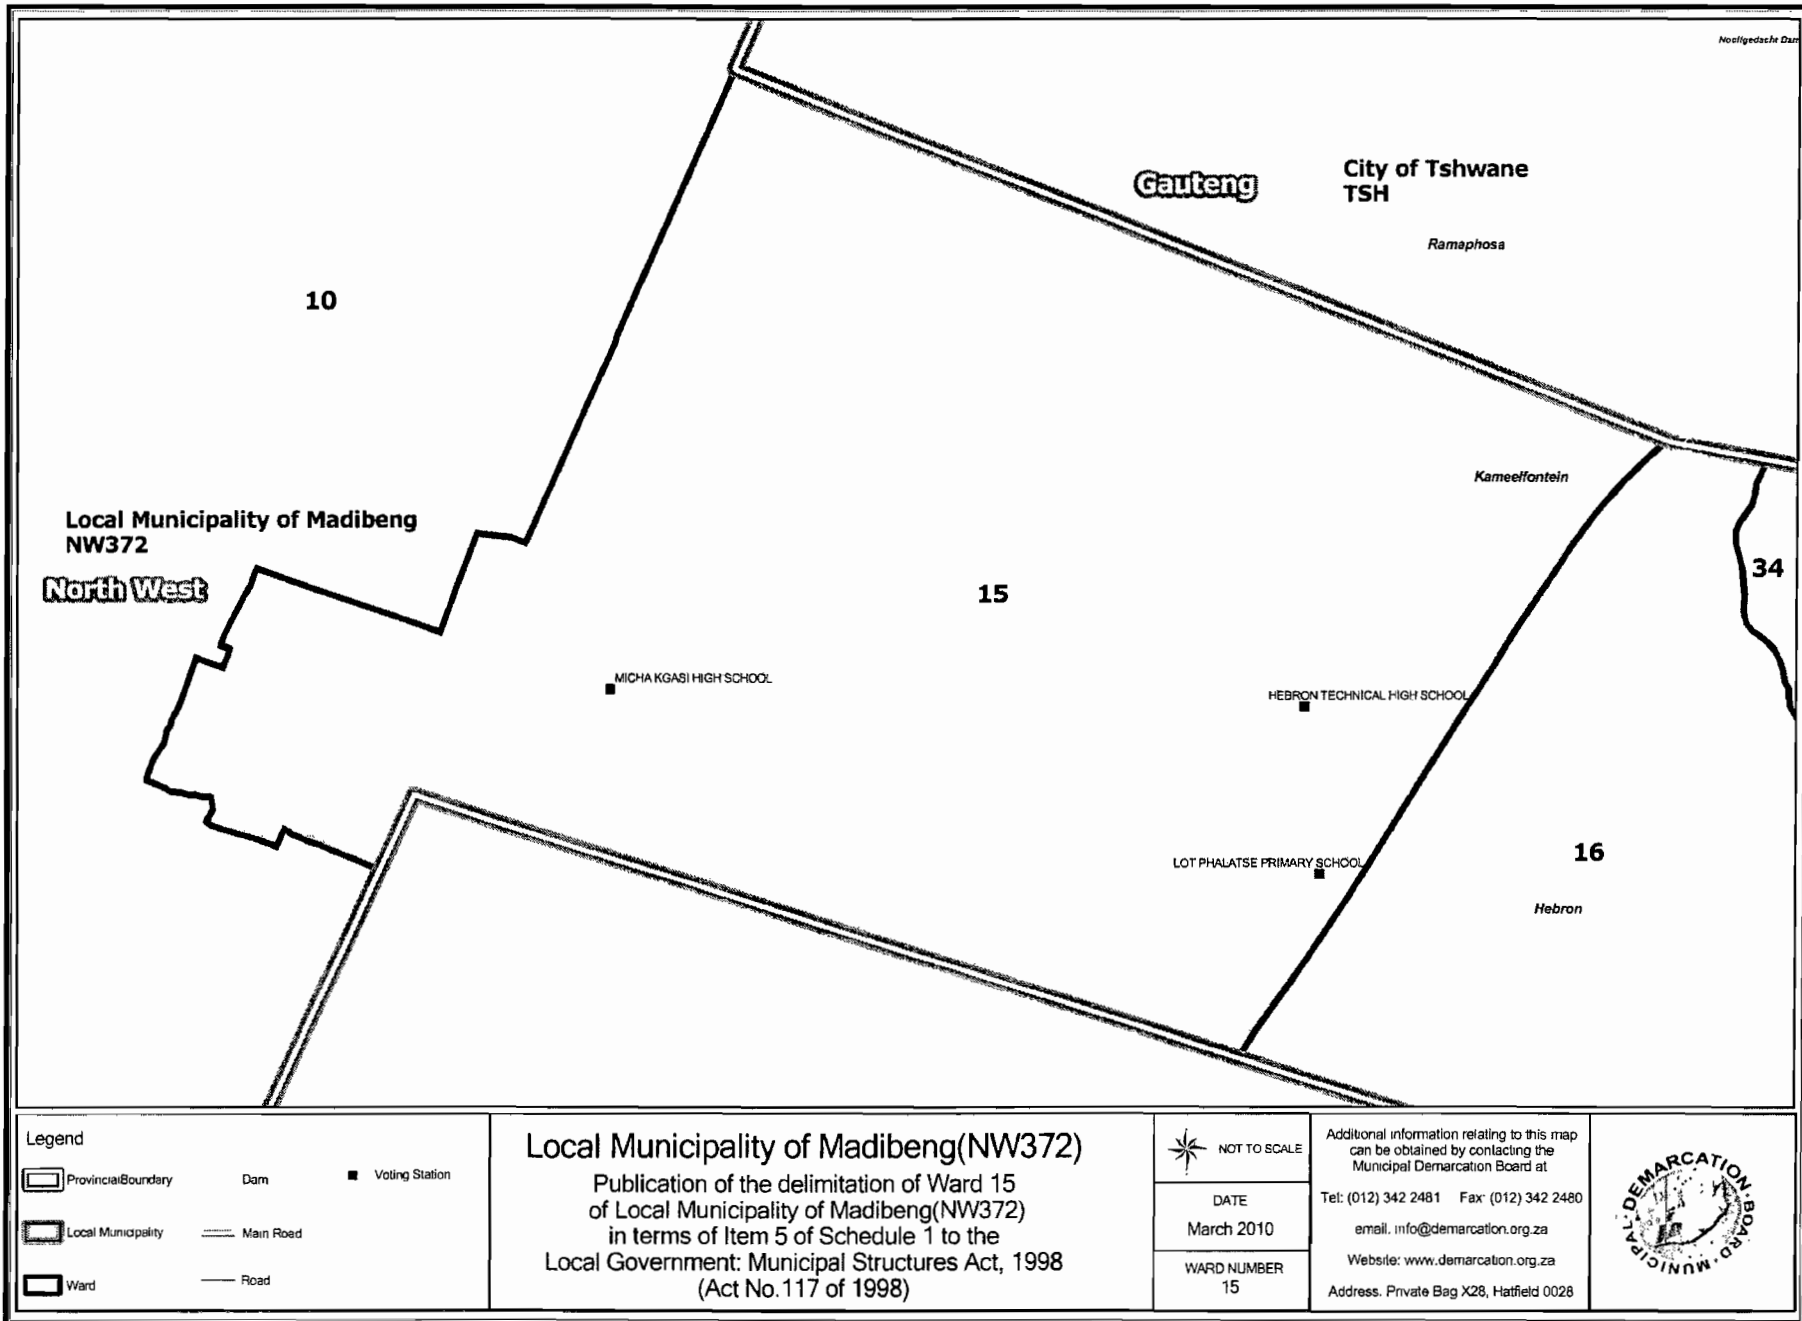 Gauteng
City of Tshwane
TSH
Ramaphosa
10
Kameelfontein
Local Municipality of Madibeng
NW372
North West
15
34
MICHA KGASI HIGH SCHOOL
HEBRON TECHNICAL HIGH SCHOOL
LOT PHALATSE PRIMARY SCHOOL
16
Hebron
Legend
Provincial Boundary
Dam
Voting Station
Local Municipality
Main Road
Ward
Road
Local Municipality of Madibeng(NW372)
Publication of the delimitation of Ward 15
of Local Municipality of Madibeng(NW372)
in terms of Item 5 of Schedule 1 to the
Local Government: Municipal Structures Act, 1998
(Act No.117 of 1998)
NOT TO SCALE
DATE
March 2010
WARD NUMBER
15
Additional information relating to this map
can be obtained by contacting the
Municipal Demarcation Board at
Tel: (012) 342 2481 Fax: (012) 342 2480
email. info@demarcation.org.za
Website: www.demarcation.org.za
Address. Private Bag X28, Hatfield 0028
MUNICIPAL · DEMARCATION · BOARD